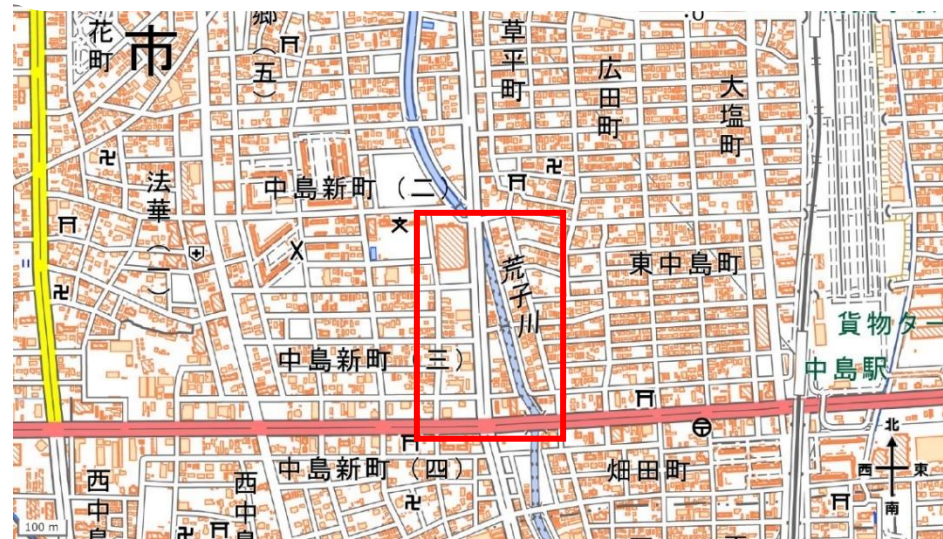 花町
市
郷(五)
草平町
広田町
大塩町
法華(一)
中島新町(二)
荒子川
東中島町
貨物ター
中島駅
中島新町(三)
中島新町(四)
畑田町
西中島
西中島
北
西
東
南
100 m